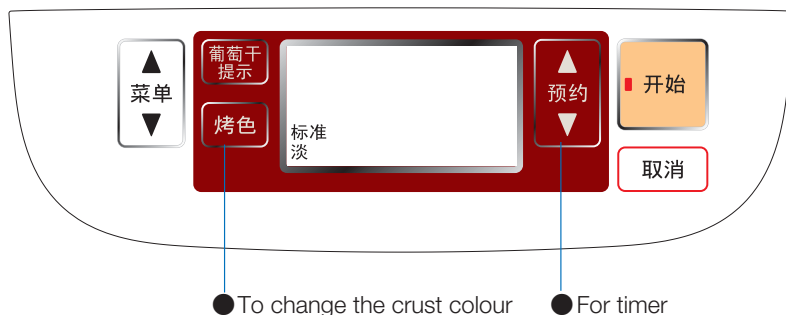 菜单
葡萄干
提示
烤色
标准
淡
预约
开始
取消
To change the crust colour
For timer